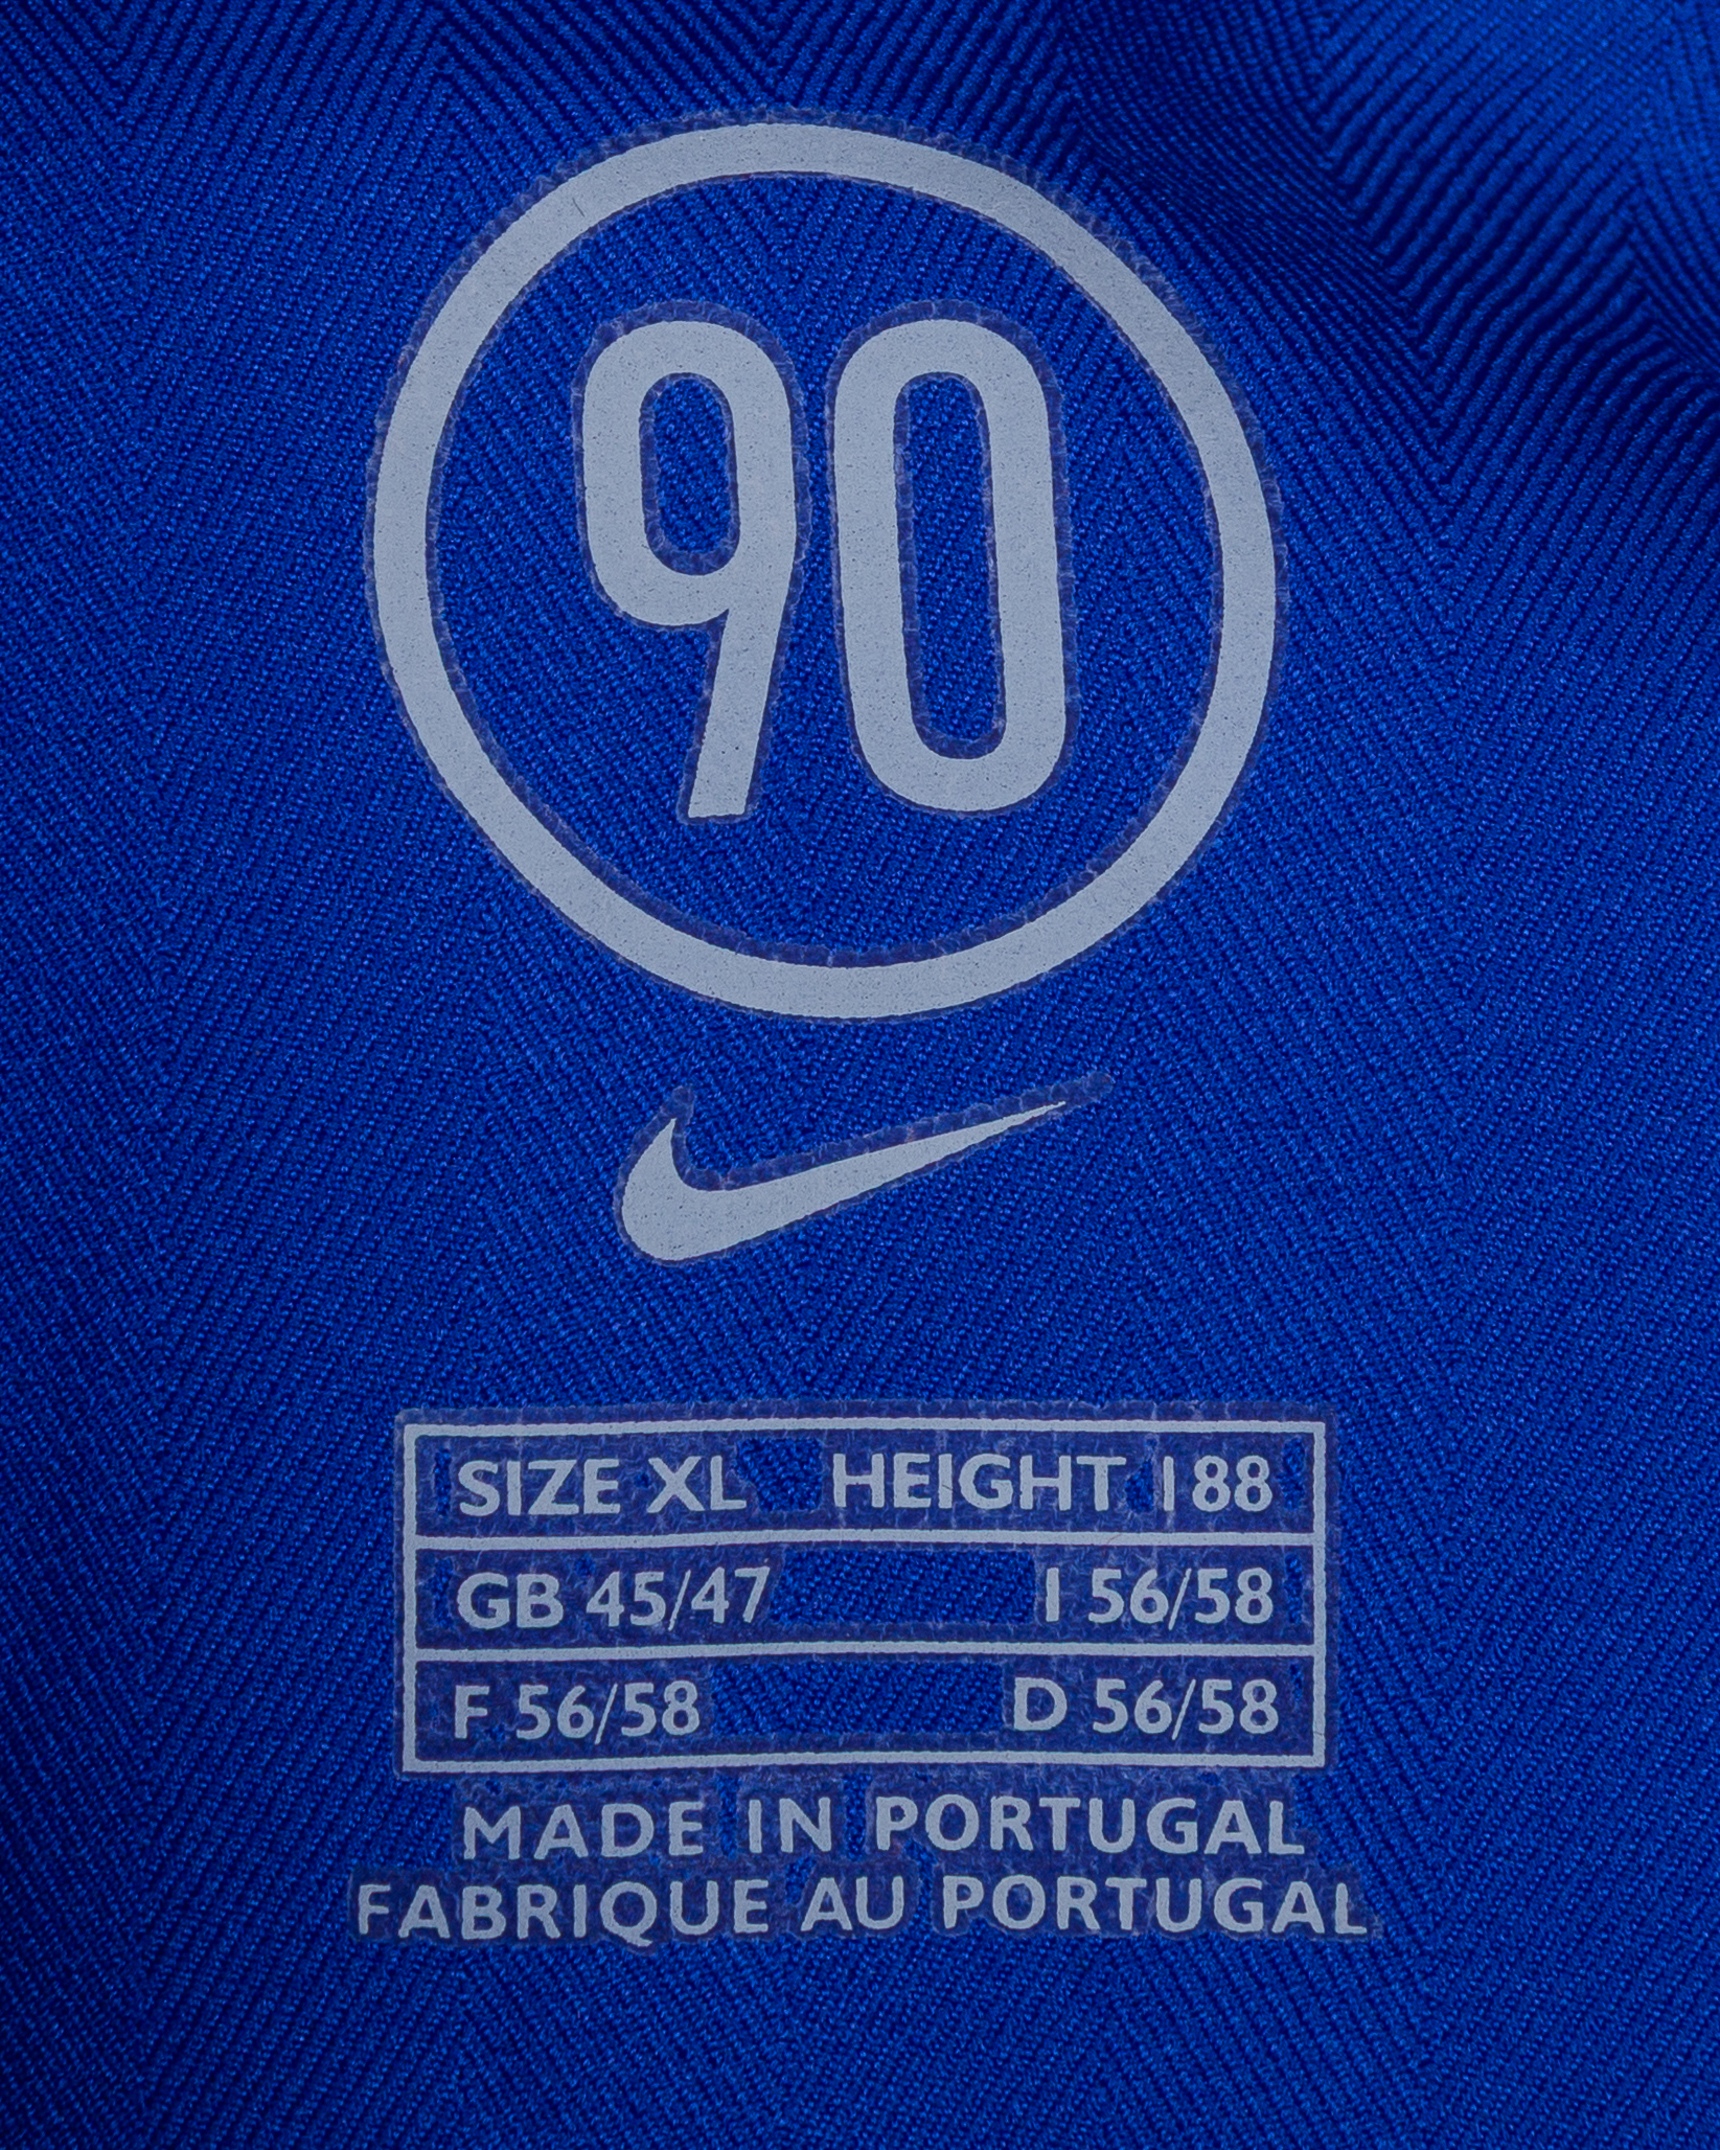 90
SIZE XL HEIGHT 188
GB 45/47 I 56/58
F 56/58 D 56/58
MADE IN PORTUGAL
FABRIQUE AU PORTUGAL